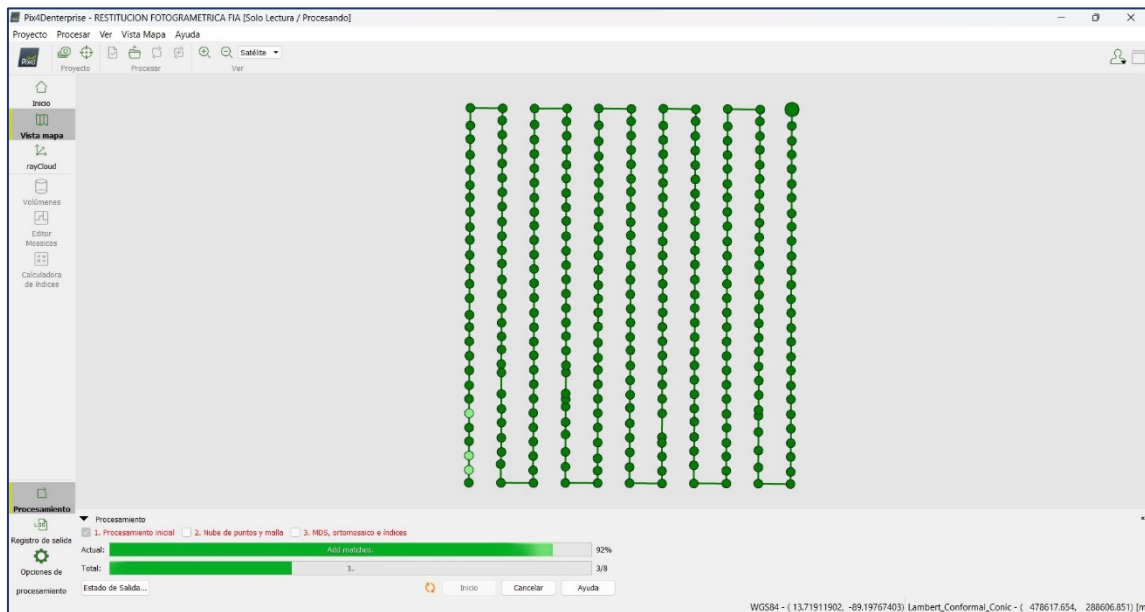 Pix4Denterprise - RESTITUCION FOTOGRAMETRICA FIA [Solo Lectura / Procesando]
Proyecto Procesar Ver Vista Mapa Ayuda
Satélite
Proyecto Procesar Ver
Inicio
Vista mapa
rayCloud
Volúmenes
Editor
Mosaicos
Calculadora
de índices
Procesamiento
Registro de salida
Opciones de
procesamiento
Procesamiento
1. Procesamiento inicial 2. Nube de puntos y malla 3. MDS, ortomosaico e índices
Actual: Add matches. 92%
Total: 1. 3/8
Estado de Salida... Inicio Cancelar Ayuda
WGS84 - ( 13.71911902, -89.19767403) Lambert_Conformal_Conic - ( 478617.654, 288606.851) [m